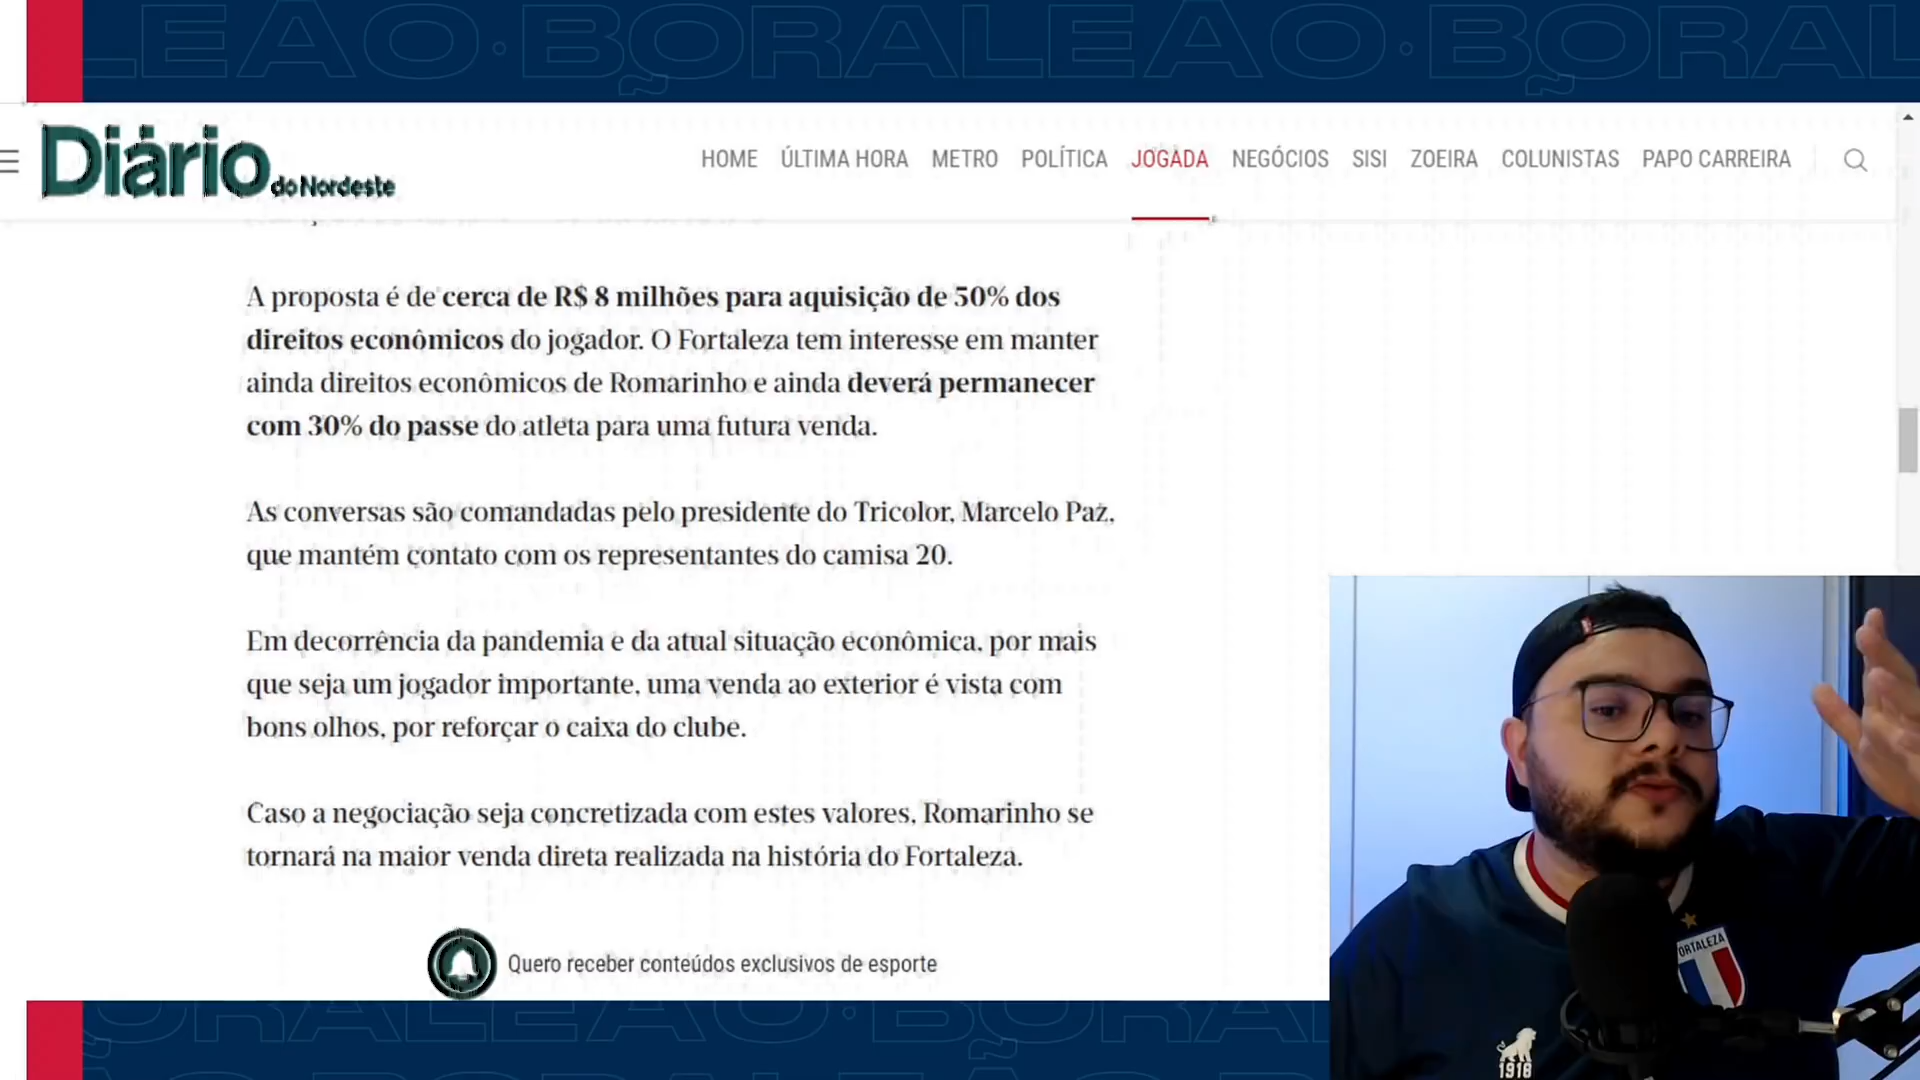 LEÃO · BORALEÃO · BORAL
Diário do Nordeste
HOME ÚLTIMA HORA METRO POLÍTICA JOGADA NEGÓCIOS SISI ZOEIRA COLUNISTAS PAPO CARREIRA
A proposta é de cerca de R$ 8 milhões para aquisição de 50% dos
direitos econômicos do jogador. O Fortaleza tem interesse em manter
ainda direitos econômicos de Romarinho e ainda deverá permanecer
com 30% do passe do atleta para uma futura venda.
As conversas são comandadas pelo presidente do Tricolor, Marcelo Paz,
que mantém contato com os representantes do camisa 20.
Em decorrência da pandemia e da atual situação econômica, por mais
que seja um jogador importante, uma venda ao exterior é vista com
bons olhos, por reforçar o caixa do clube.
Caso a negociação seja concretizada com estes valores, Romarinho se
tornará na maior venda direta realizada na história do Fortaleza.
Quero receber conteúdos exclusivos de esporte
FORTALEZA
1918
ORALEÃO · BORAL